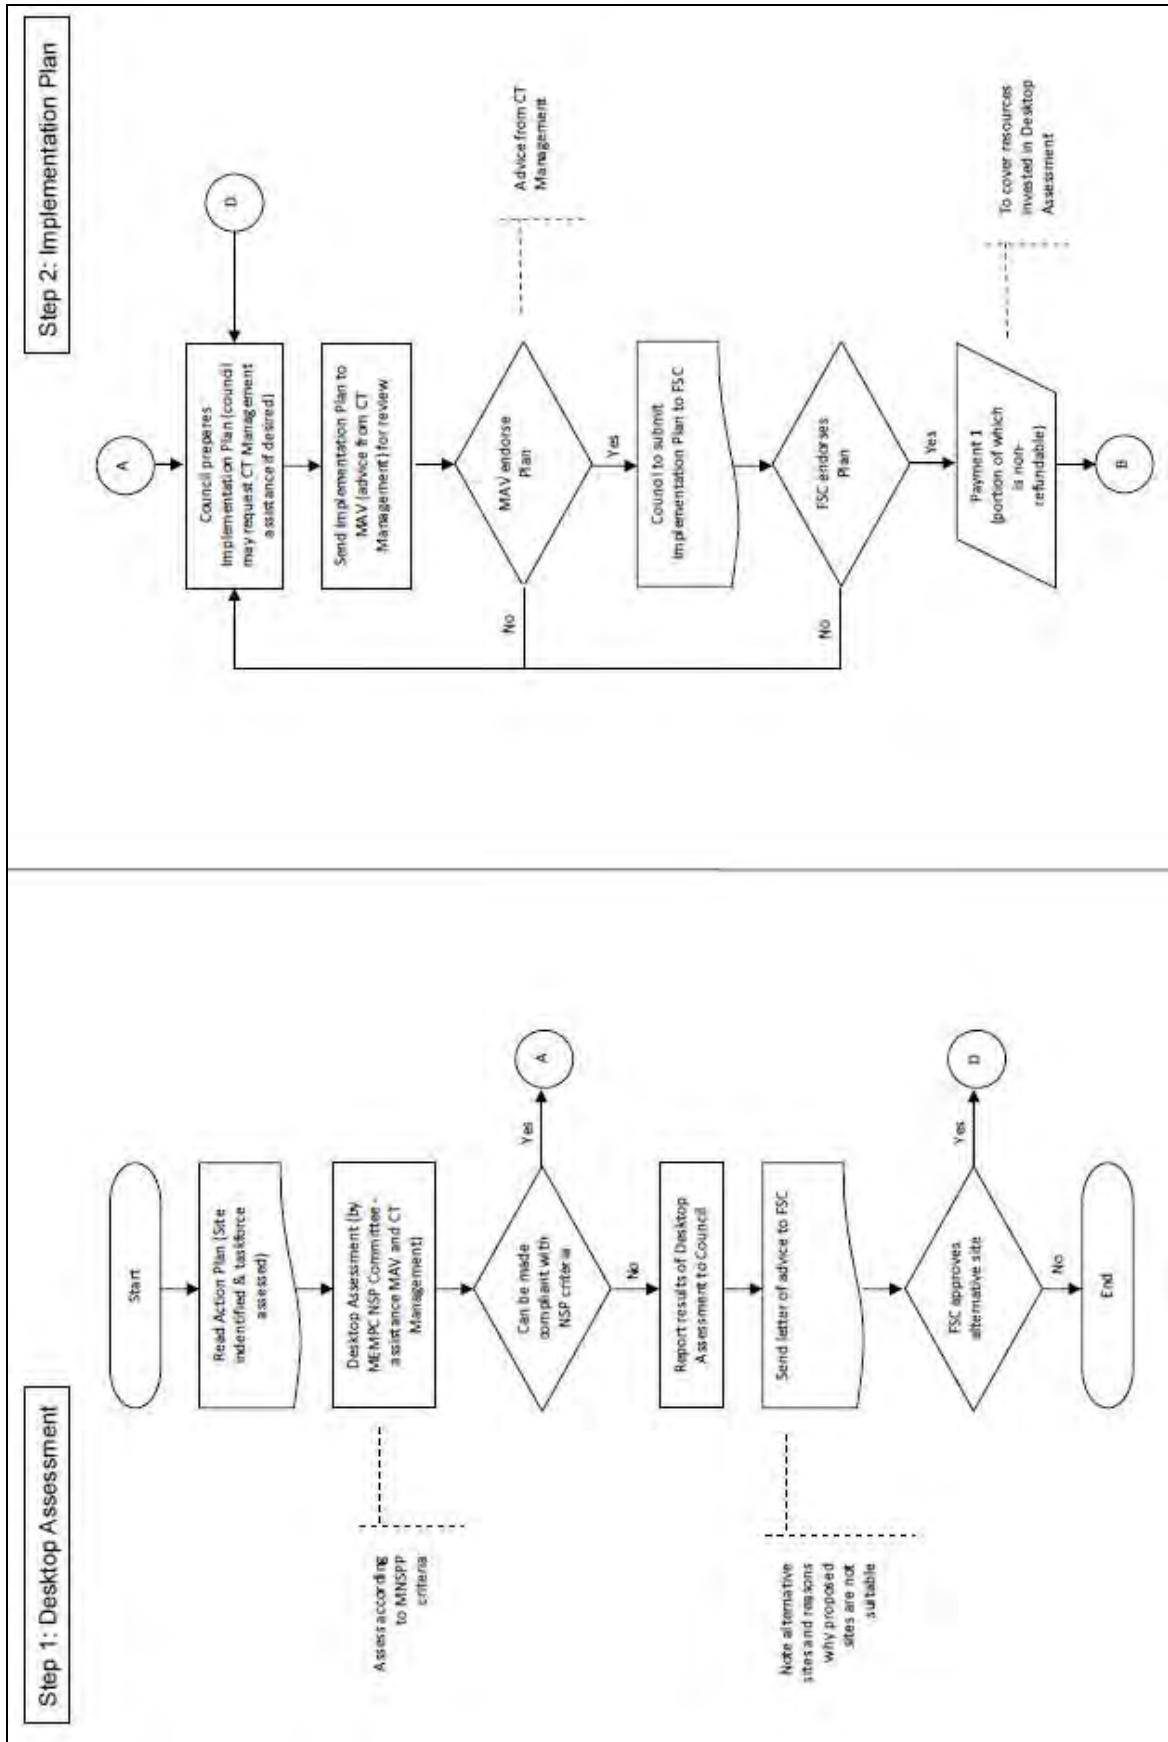 Step 1: Desktop Assessment
Start
Read Action Plan (Site
indentified & taskforce
assessed)
Desktop Assessment (by
MEMPC NSP Committee -
assistance MAV and CT
Management)
Assess according
to MNSPP
criteria
Can be made
compliant with
NSP criteria
Yes
A
No
Report results of Desktop
Assessment to Council
Send letter of advice to FSC
Note alternative
sites and reasons
why proposed
sites are not
suitable
FSC approves
alternative site
Yes
D
No
End
Step 2: Implementation Plan
A
D
Council prepares
Implementation Plan (council
may request CT Management
assistance if desired)
Send Implementation Plan to
MAV (advice from CT
Management) for review
MAV endorse
Plan
Advice from CT
Management
No
Yes
Council to submit
Implementation Plan to FSC
FSC endorses
Plan
No
Yes
Payment 1
(portion of which
is non-
refundable)
To cover resources
invested in Desktop
Assessment
B